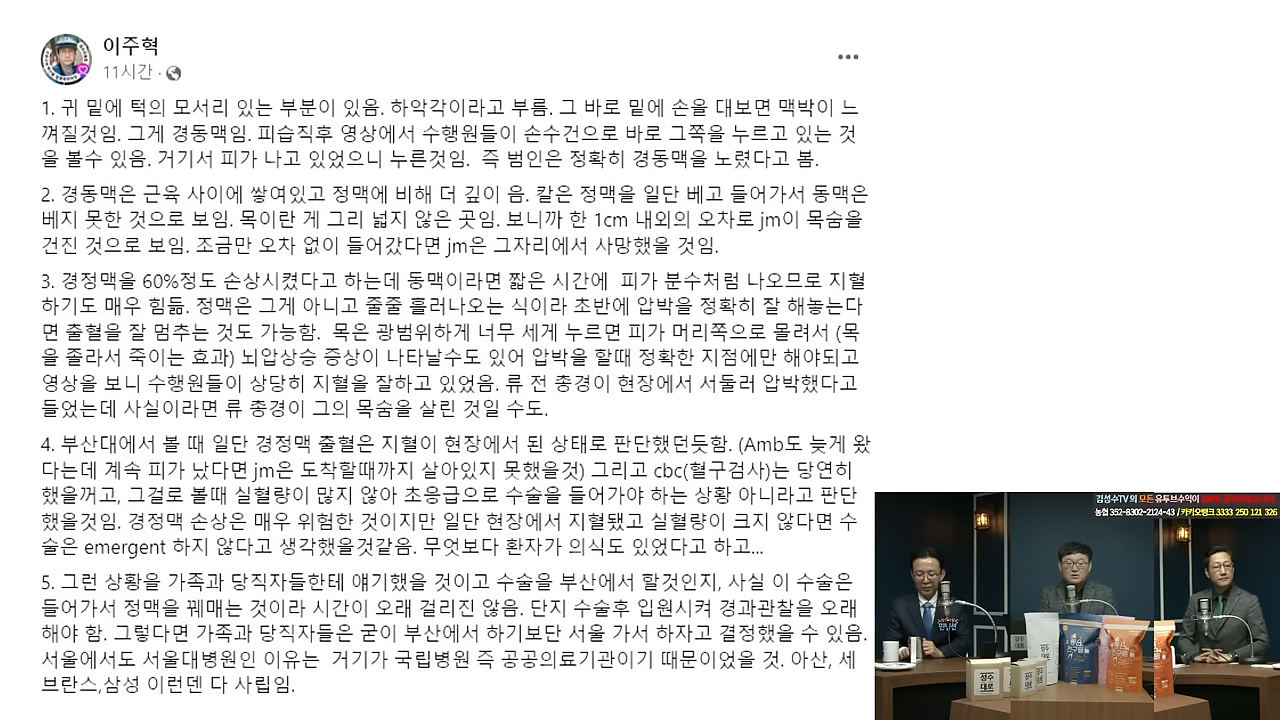 이주혁
11시간 ·
1. 귀 밑에 턱의 모서리 있는 부분이 있음. 하악각이라고 부름. 그 바로 밑에 손을 대보면 맥박이 느
껴질것임. 그게 경동맥임. 피습직후 영상에서 수행원들이 손수건으로 바로 그쪽을 누르고 있는 것
을 볼수 있음. 거기서 피가 나고 있었으니 누른것임. 즉 범인은 정확히 경동맥을 노렸다고 봄.
2. 경동맥은 근육 사이에 쌓여있고 정맥에 비해 더 깊이 음. 칼은 정맥을 일단 베고 들어가서 동맥은
베지 못한 것으로 보임. 목이란 게 그리 넓지 않은 곳임. 보니까 한 1cm 내외의 오차로 jm이 목숨을
건진 것으로 보임. 조금만 오차 없이 들어갔다면 jm은 그자리에서 사망했을 것임.
3. 경정맥을 60%정도 손상시켰다고 하는데 동맥이라면 짧은 시간에 피가 분수처럼 나오므로 지혈
하기도 매우 힘듦. 정맥은 그게 아니고 줄줄 흘러나오는 식이라 초반에 압박을 정확히 잘 해놓는다
면 출혈을 잘 멈추는 것도 가능함. 목은 광범위하게 너무 세게 누르면 피가 머리쪽으로 몰려서 (목
을 졸라서 죽이는 효과) 뇌압상승 증상이 나타날수도 있어 압박을 할때 정확한 지점에만 해야되고
영상을 보니 수행원들이 상당히 지혈을 잘하고 있었음. 류 전 총경이 현장에서 서둘러 압박했다고
들었는데 사실이라면 류 총경이 그의 목숨을 살린 것일 수도.
4. 부산대에서 볼 때 일단 경정맥 출혈은 지혈이 현장에서 된 상태로 판단했던듯함. (Amb도 늦게 왔
다는데 계속 피가 났다면 jm은 도착할때까지 살아있지 못했을것) 그리고 cbc(혈구검사)는 당연히
했을꺼고, 그걸로 볼때 실혈량이 많지 않아 초응급으로 수술을 들어가야 하는 상황 아니라고 판단
했을것임. 경정맥 손상은 매우 위험한 것이지만 일단 현장에서 지혈됐고 실혈량이 크지 않다면 수
술은 emergent 하지 않다고 생각했을것같음. 무엇보다 환자가 의식도 있었다고 하고...
5. 그런 상황을 가족과 당직자들한테 얘기했을 것이고 수술을 부산에서 할것인지, 사실 이 수술은
들어가서 정맥을 꿰매는 것이라 시간이 오래 걸리진 않음. 단지 수술후 입원시켜 경과관찰을 오래
해야 함. 그렇다면 가족과 당직자들은 굳이 부산에서 하기보단 서울 가서 하자고 결정했을 수 있음.
서울에서도 서울대병원인 이유는 거기가 국립병원 즉 공공의료기관이기 때문이었을 것. 아산, 세
브란스,삼성 이런덴 다 사립임.
김성수TV의 모든 유투브수익이
농협 352-8302-2124-43 / 카카오뱅크 3333 250 121 326
성수
대로